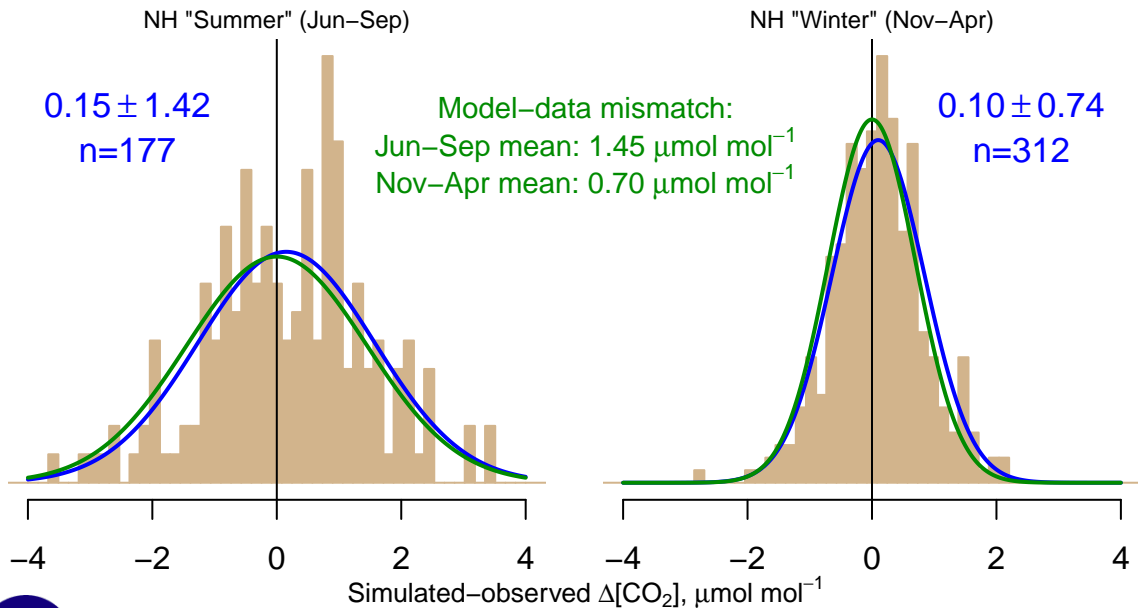 NH "Summer" (Jun−Sep)
NH "Winter" (Nov−Apr)
0.15 ± 1.42
n=177
Model−data mismatch:
Jun−Sep mean: 1.45 μmol mol⁻¹
Nov−Apr mean: 0.70 μmol mol⁻¹
0.10 ± 0.74
n=312
−4 −2 0 2 4
−4 −2 0 2 4
Simulated−observed Δ[CO₂], μmol mol⁻¹